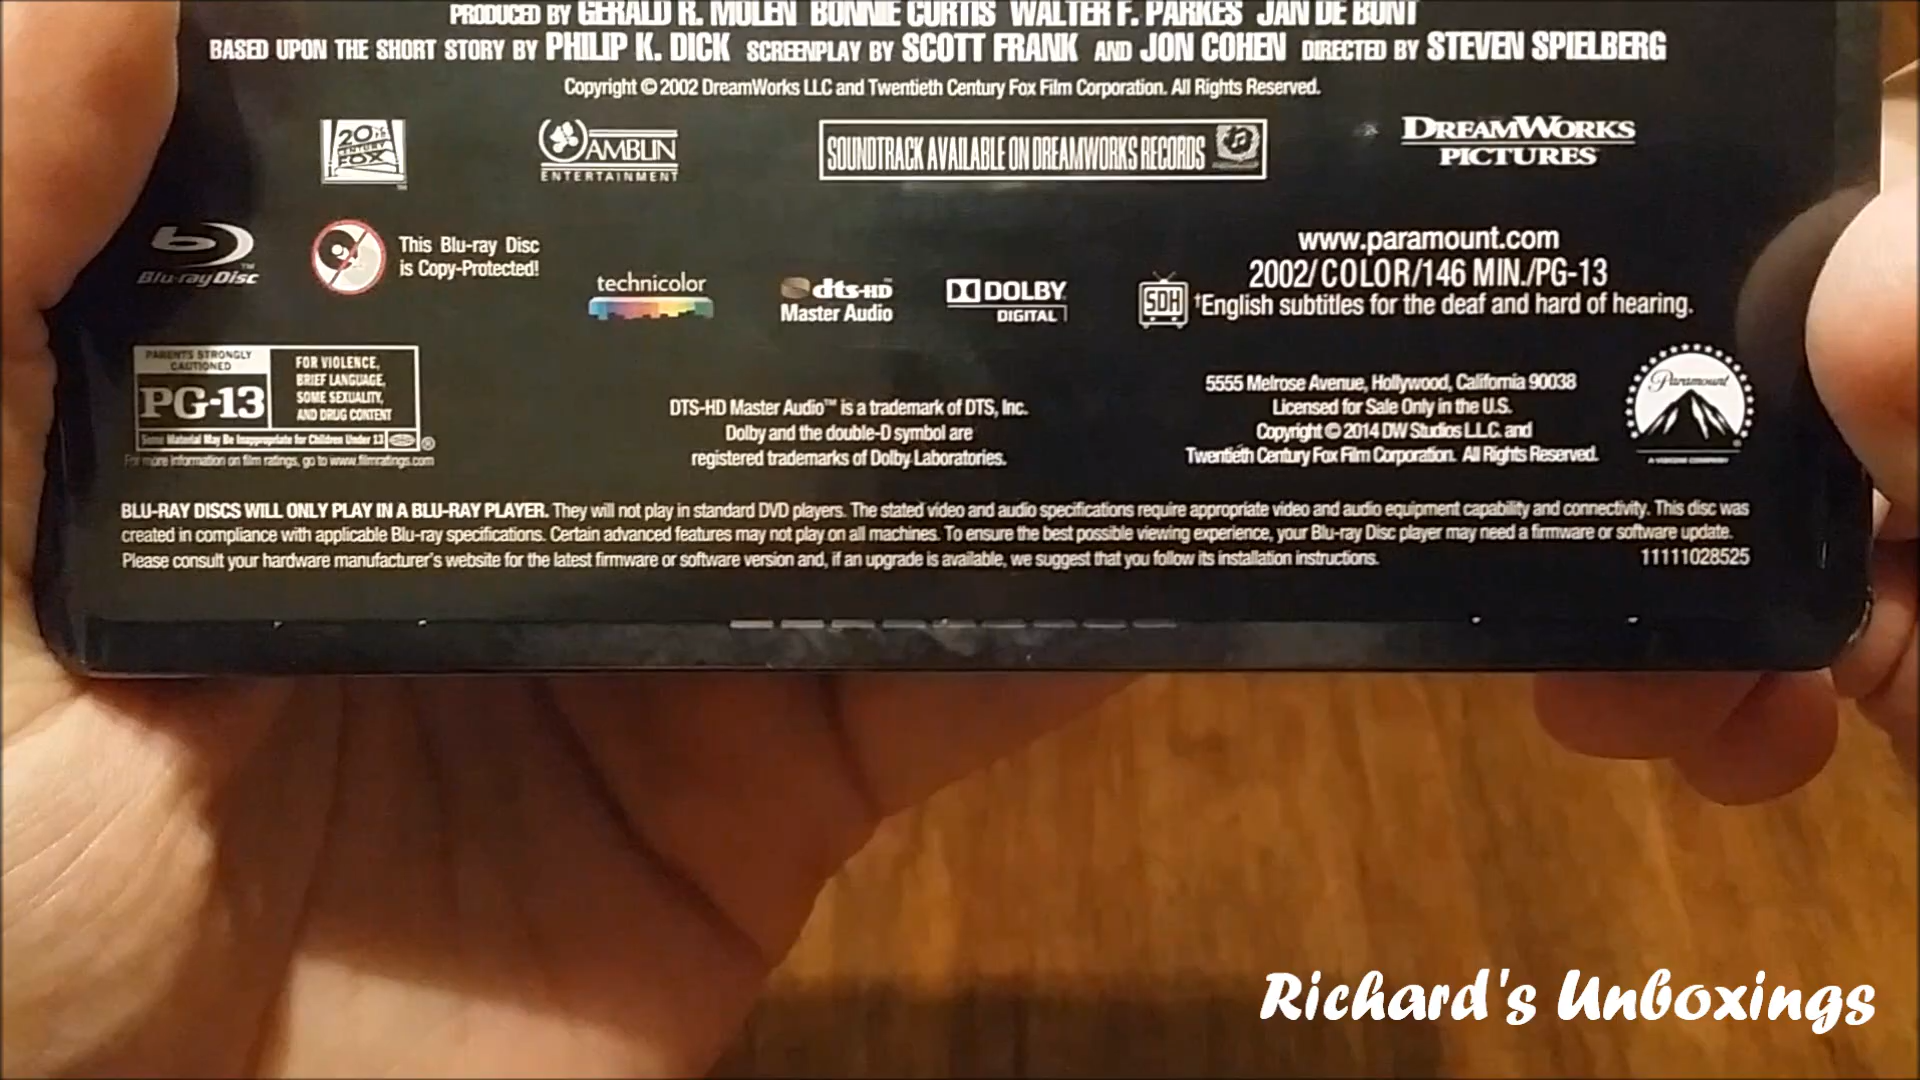 PRODUCED BY GERALD R. MOLEN BONNIE CURTIS WALTER F. PARKES JAN DE BONT
BASED UPON THE SHORT STORY BY PHILIP K. DICK SCREENPLAY BY SCOTT FRANK AND JON COHEN DIRECTED BY STEVEN SPIELBERG
Copyright © 2002 DreamWorks LLC and Twentieth Century Fox Film Corporation. All Rights Reserved.
20th CENTURY FOX
AMBLIN
ENTERTAINMENT
SOUNDTRACK AVAILABLE ON DREAMWORKS RECORDS
DREAMWORKS
PICTURES
Blu-ray Disc
This Blu-ray Disc
is Copy-Protected!
technicolor
dts-HD
Master Audio
DOLBY
DIGITAL
SDH
www.paramount.com
2002/COLOR/146 MIN./PG-13
†English subtitles for the deaf and hard of hearing.
PARENTS STRONGLY
CAUTIONED
PG-13
FOR VIOLENCE,
BRIEF LANGUAGE,
SOME SEXUALITY,
AND DRUG CONTENT
Some Material May Be Inappropriate for Children Under 13
For more information on film ratings, go to www.filmratings.com
DTS-HD Master Audio™ is a trademark of DTS, Inc.
Dolby and the double-D symbol are
registered trademarks of Dolby Laboratories.
5555 Melrose Avenue, Hollywood, California 90038
Licensed for Sale Only in the U.S.
Copyright © 2014 DW Studios L.L.C. and
Twentieth Century Fox Film Corporation. All Rights Reserved.
Paramount
A VIACOM COMPANY
BLU-RAY DISCS WILL ONLY PLAY IN A BLU-RAY PLAYER. They will not play in standard DVD players. The stated video and audio specifications require appropriate video and audio equipment capability and connectivity. This disc was
created in compliance with applicable Blu-ray specifications. Certain advanced features may not play on all machines. To ensure the best possible viewing experience, your Blu-ray Disc player may need a firmware or software update.
Please consult your hardware manufacturer's website for the latest firmware or software version and, if an upgrade is available, we suggest that you follow its installation instructions.
11111028525
Richard's Unboxings